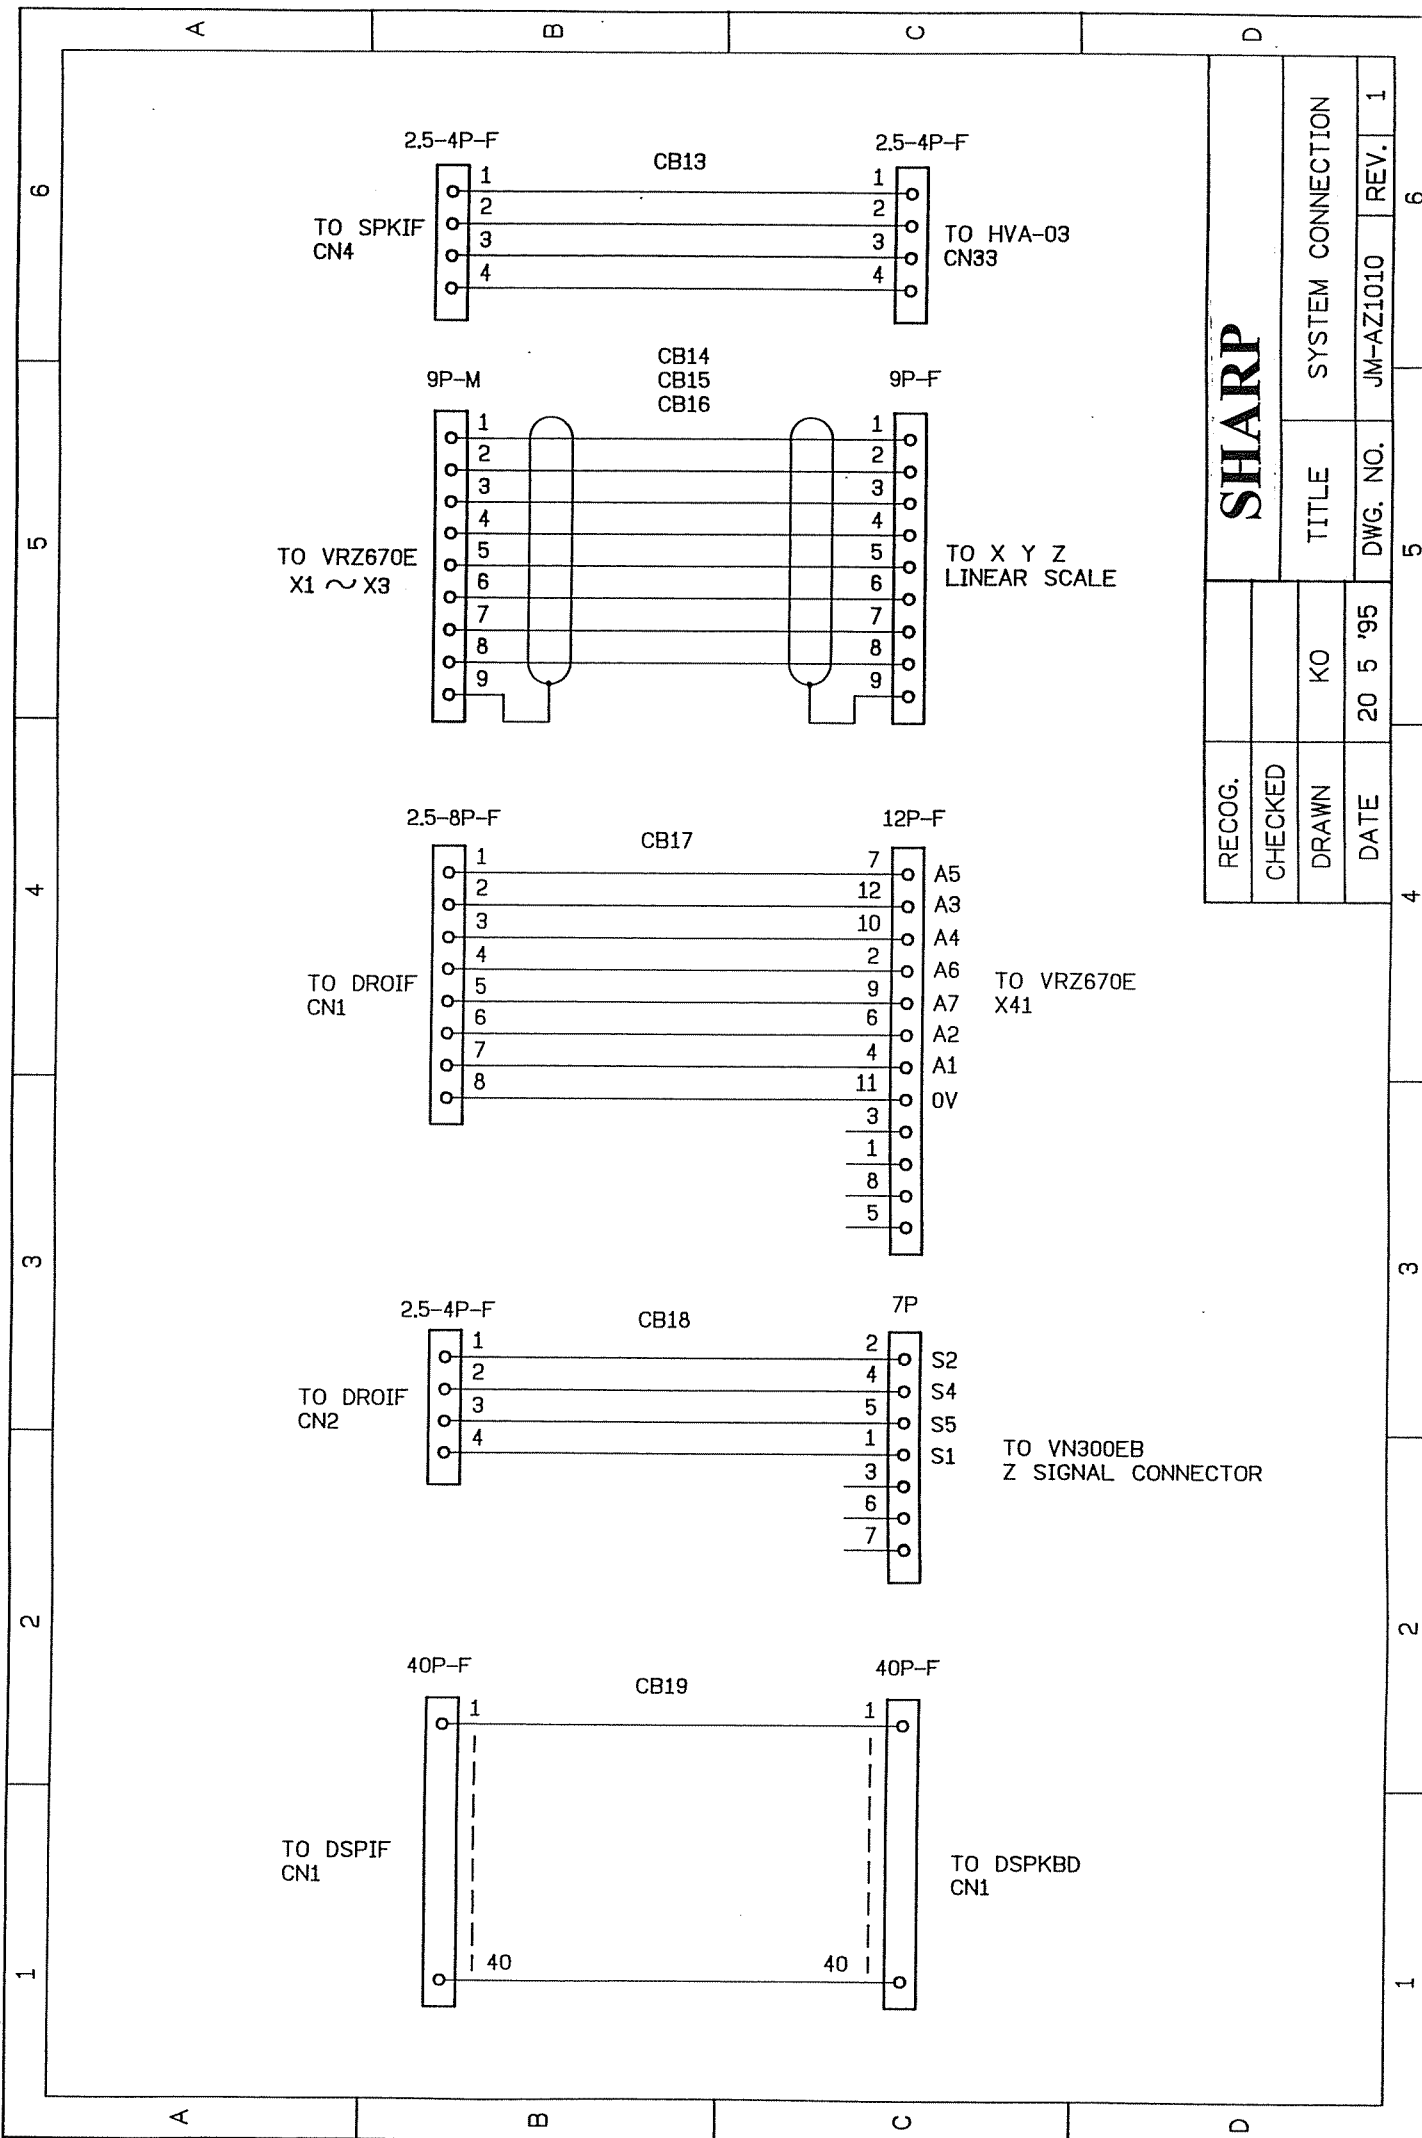 A B C D
6
2.5-4P-F CB13 2.5-4P-F
1 1
2 2
3 3
4 4
TO SPKIF
CN4
TO HVA-03
CN33
CB14
CB15
CB16
9P-M 9P-F
1 1
2 2
3 3
4 4
5 5
6 6
7 7
8 8
9 9
TO VRZ670E
X1 ~ X3
TO X Y Z
LINEAR SCALE
5
2.5-8P-F CB17 12P-F
1 7 A5
2 12 A3
3 10 A4
4 2 A6
5 9 A7
6 6 A2
7 4 A1
8 11 0V
3
1
8
5
TO DROIF
CN1
TO VRZ670E
X41
4
3
2.5-4P-F CB18 7P
1 2 S2
2 4 S4
3 5 S5
4 1 S1
3
6
7
TO DROIF
CN2
TO VN300EB
Z SIGNAL CONNECTOR
2
40P-F CB19 40P-F
1 1
40 40
TO DSPIF
CN1
TO DSPKBD
CN1
1
A B C D
6
5
4
3
2
1
RECOG.
CHECKED
DRAWN KO
DATE 20 5 '95
SHARP
TITLE SYSTEM CONNECTION
DWG. NO. JM-AZ1010 REV. 1